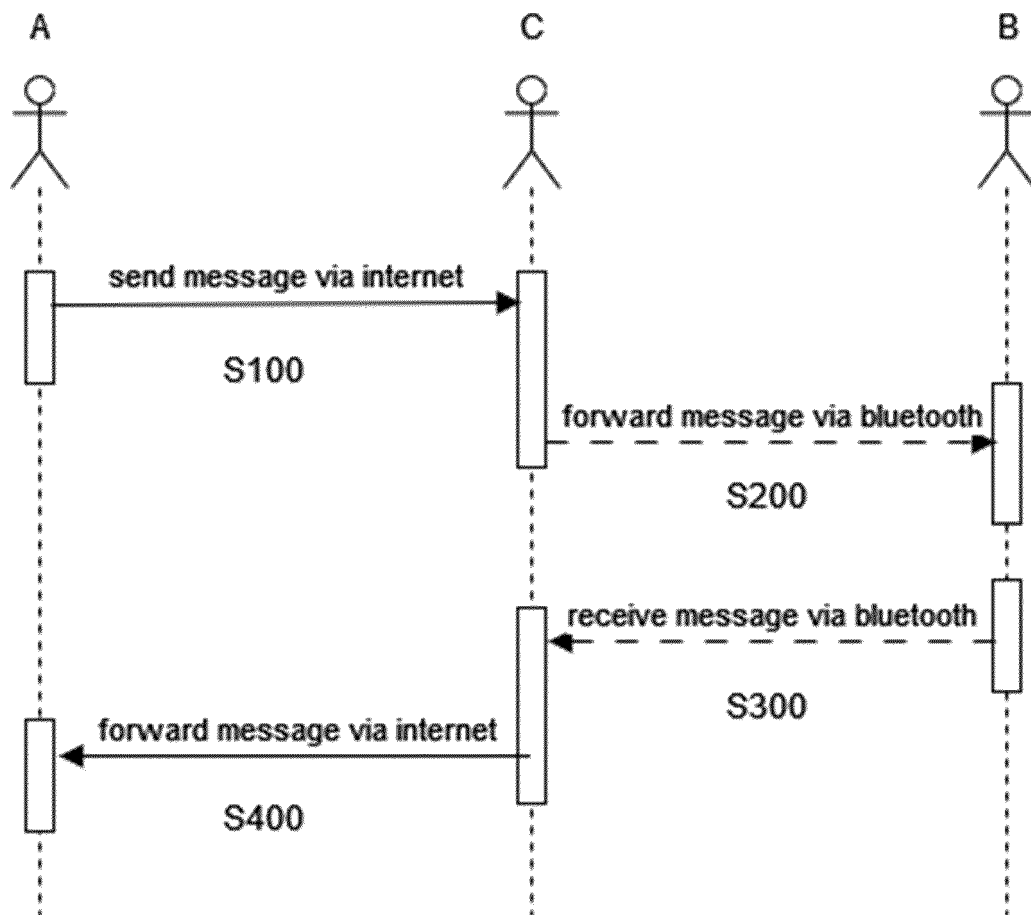 A
C
B
send message via internet
S100
forward message via bluetooth
S200
receive message via bluetooth
S300
forward message via internet
S400